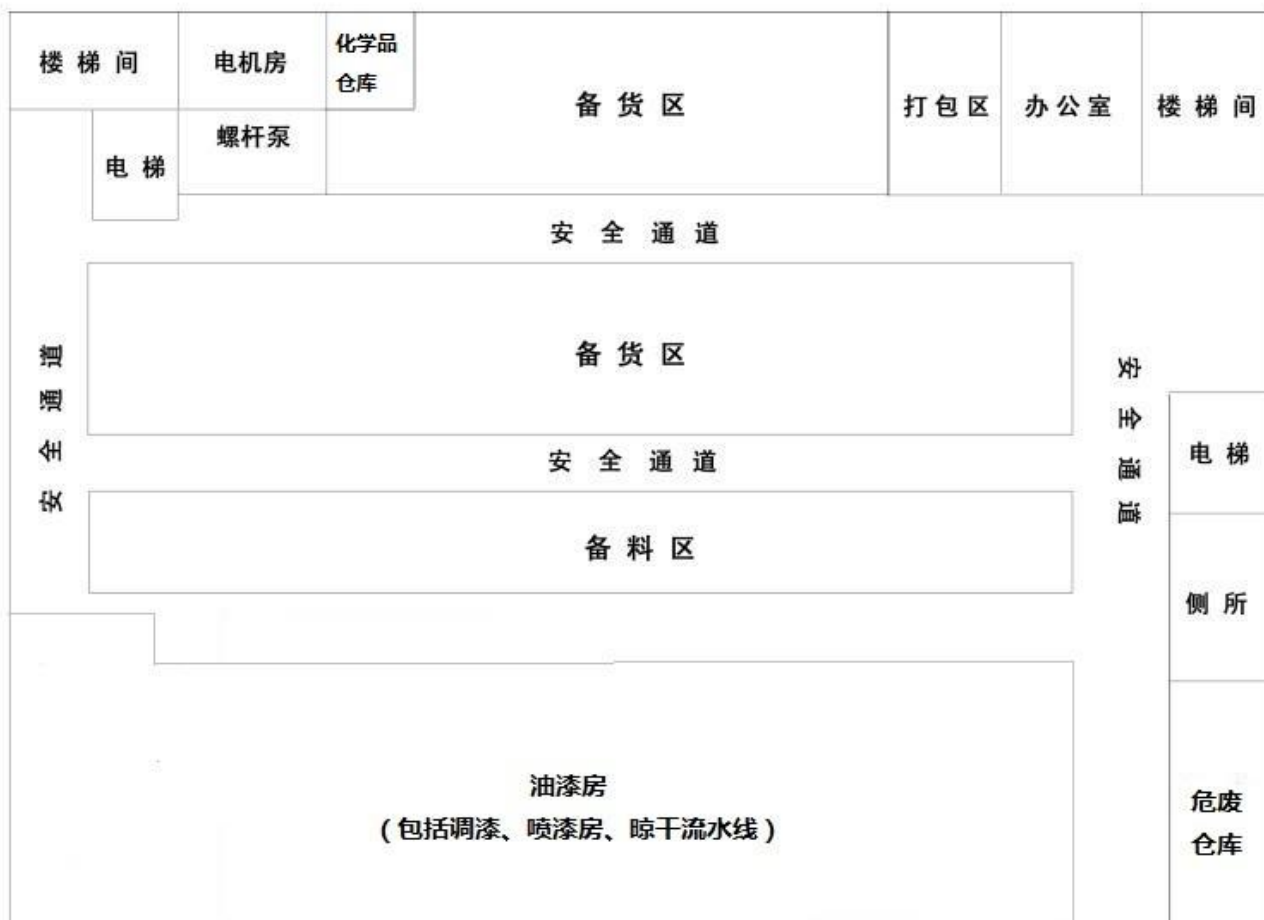 楼梯间
电机房
化学品
仓库
备货区
打包区
办公室
楼梯间
螺杆泵
电梯
安全通道
备货区
安全通道
安全通道
安全通道
电梯
备料区
侧所
油漆房
（包括调漆、喷漆房、晾干流水线）
危废
仓库